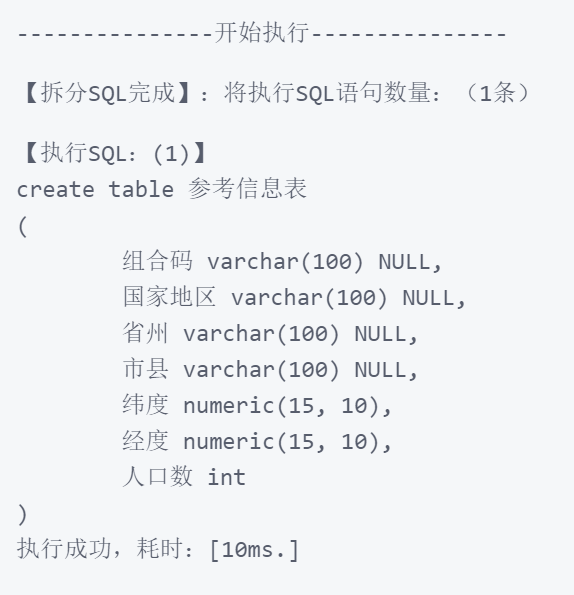 ---------------开始执行---------------
【拆分SQL完成】：将执行SQL语句数量：（1条）
【执行SQL：(1)】
create table 参考信息表
(
组合码 varchar(100) NULL,
国家地区 varchar(100) NULL,
省州 varchar(100) NULL,
市县 varchar(100) NULL,
纬度 numeric(15, 10),
经度 numeric(15, 10),
人口数 int
)
执行成功，耗时：[10ms.]